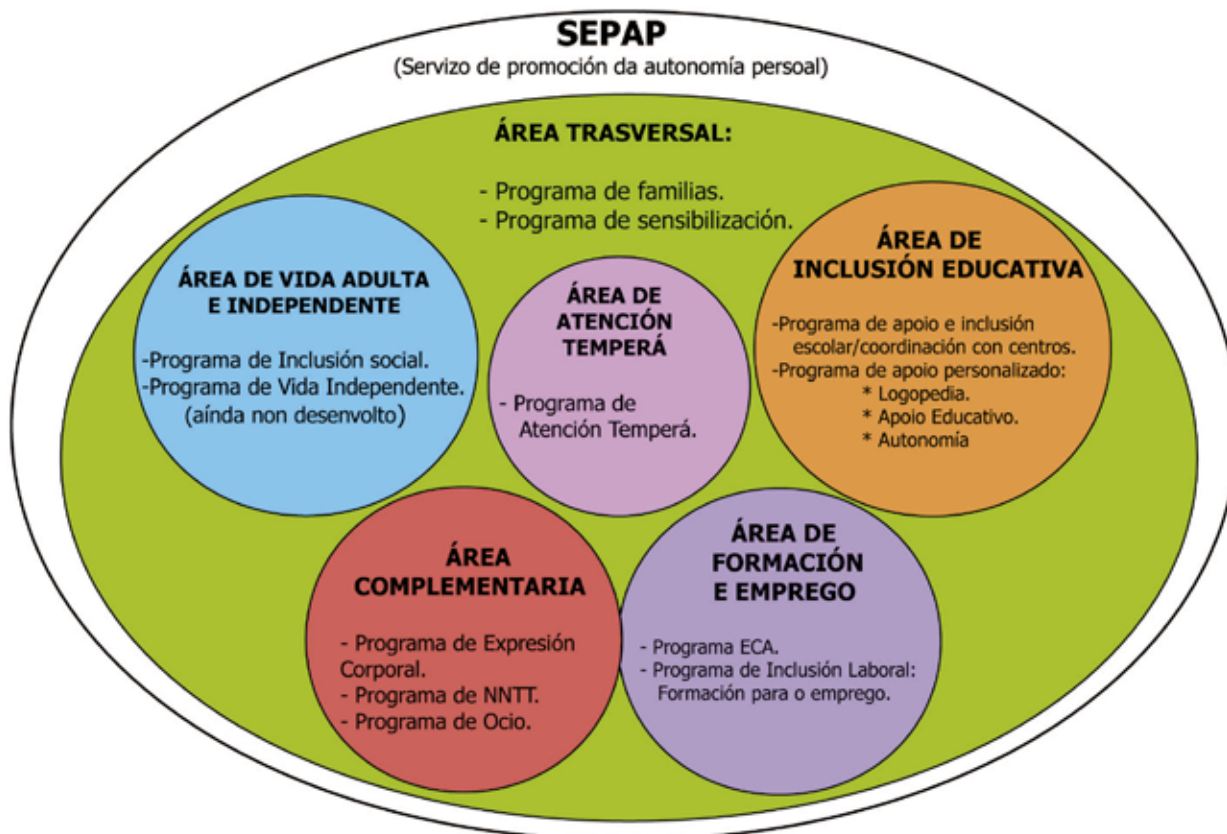 SEPAP
(Servizo de promoción da autonomía persoal)
ÁREA TRASVERSAL:
- Programa de familias.
- Programa de sensibilización.
ÁREA DE VIDA ADULTA
E INDEPENDENTE
-Programa de Inclusión social.
-Programa de Vida Independente.
(aínda non desenvolto)
ÁREA DE
ATENCIÓN
TEMPERÁ
- Programa de
Atención Temperá.
ÁREA DE
INCLUSIÓN EDUCATIVA
-Programa de apoio e inclusión
escolar/coordinación con centros.
-Programa de apoio personalizado:
* Logopedia.
* Apoio Educativo.
* Autonomía
ÁREA
COMPLEMENTARIA
- Programa de Expresión
Corporal.
- Programa de NNTT.
- Programa de Ocio.
ÁREA DE
FORMACIÓN
E EMPREGO
- Programa ECA.
- Programa de Inclusión Laboral:
Formación para o emprego.